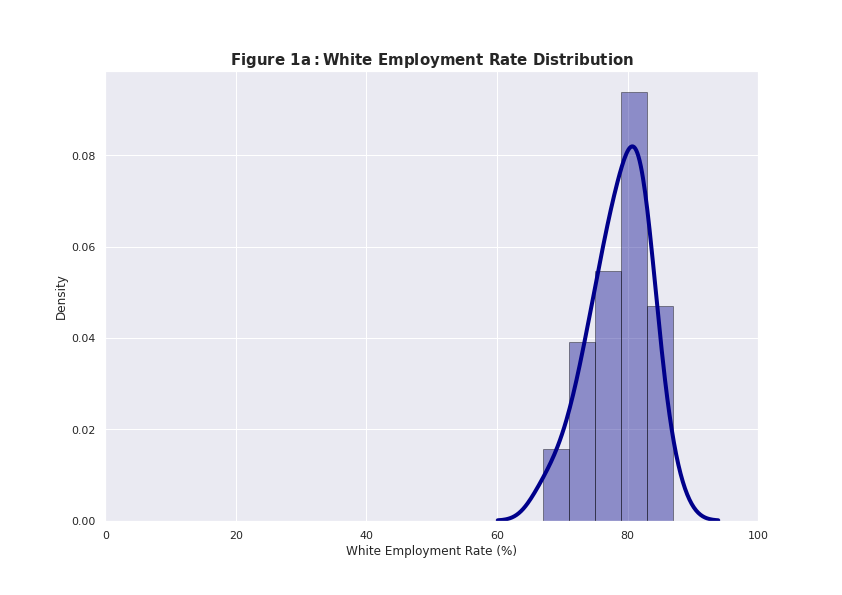 Figure 1a : White Employment Rate Distribution
0.08
0.06
Density
0.04
0.02
0.00
0 20 40 60 80 100
White Employment Rate (%)